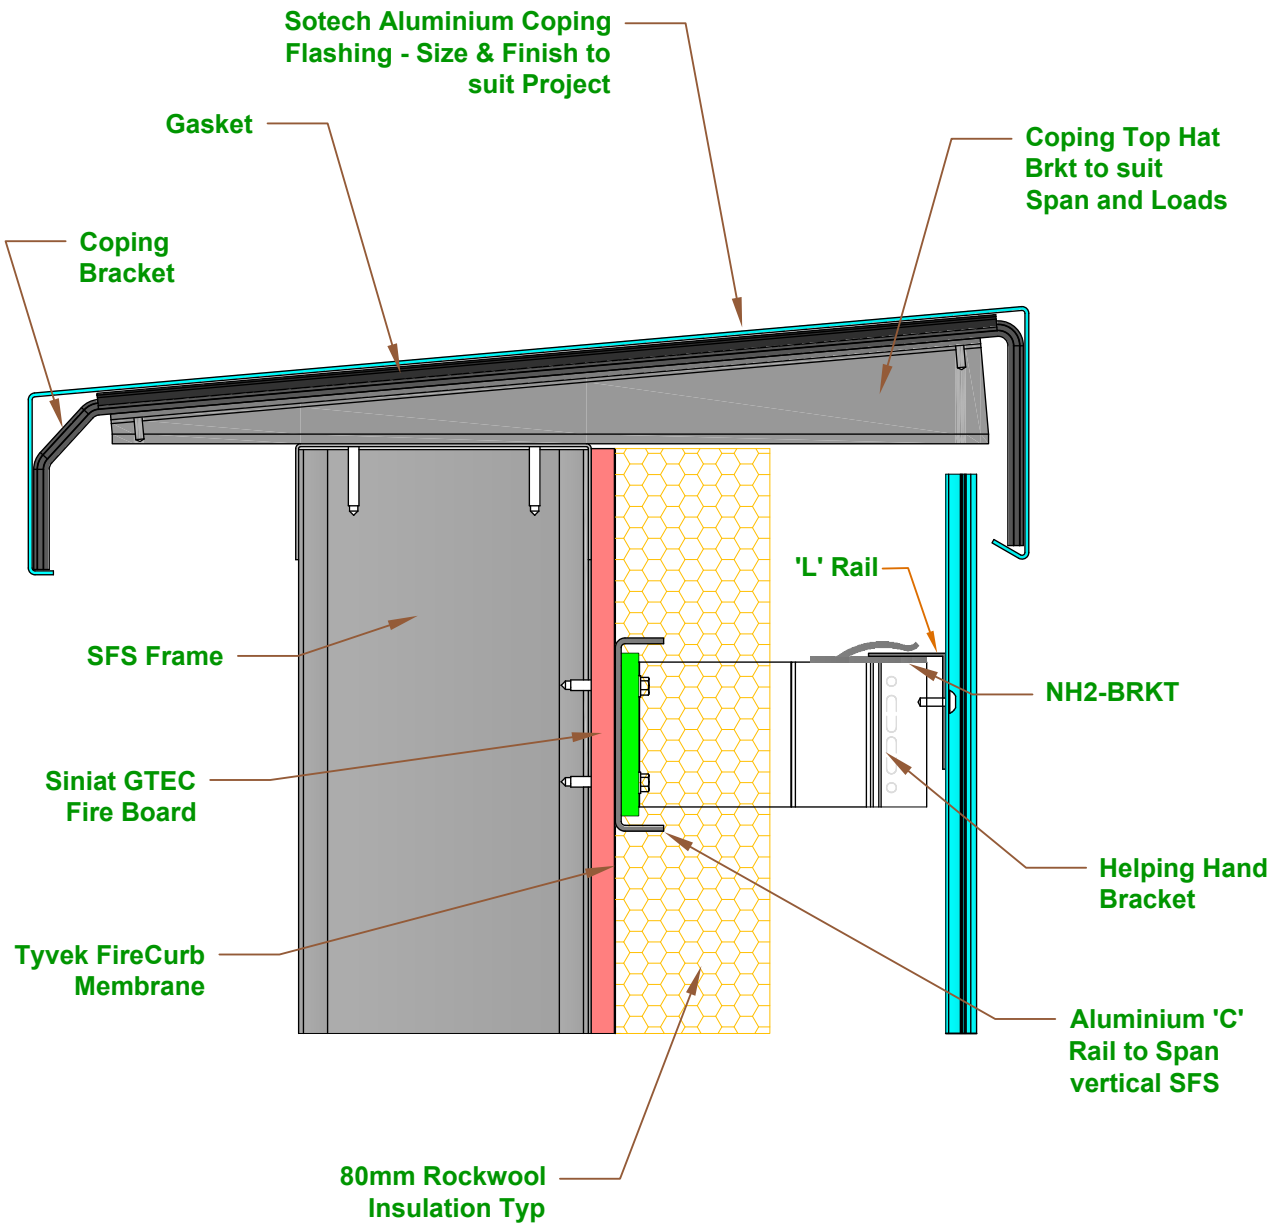 Sotech Aluminium Coping
Flashing - Size & Finish to
suit Project
Gasket
Coping Top Hat
Brkt to suit
Span and Loads
Coping
Bracket
'L' Rail
SFS Frame
NH2-BRKT
Siniat GTEC
Fire Board
Helping Hand
Bracket
Tyvek FireCurb
Membrane
Aluminium 'C'
Rail to Span
vertical SFS
80mm Rockwool
Insulation Typ